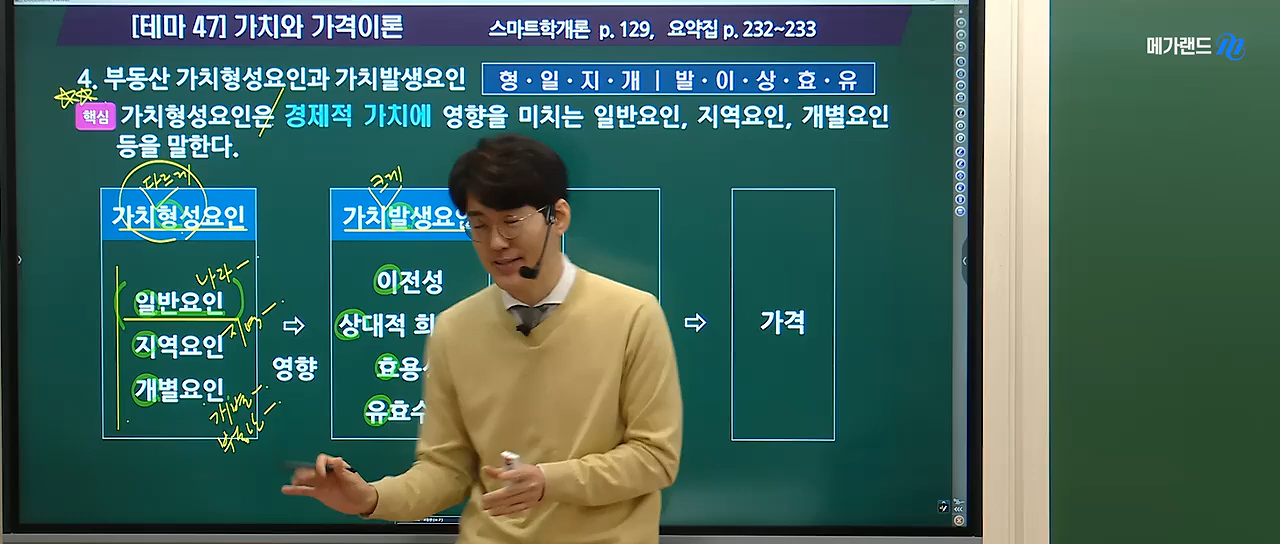 [테마 47] 가치와 가격이론
스마트학개론 p. 129, 요약집 p. 232~233
메가랜드
4. 부동산 가치형성요인과 가치발생요인
형·일·지·개 | 발·이·상·효·유
핵심 가치형성요인은 경제적 가치에 영향을 미치는 일반요인, 지역요인, 개별요인
등을 말한다.
다르게
크게
가치형성요인
가치발생요인
나라
일반요인
지역
지역요인
개별요인
개별
부동산
영향
이전성
상대적 희
효용
유효수
가격